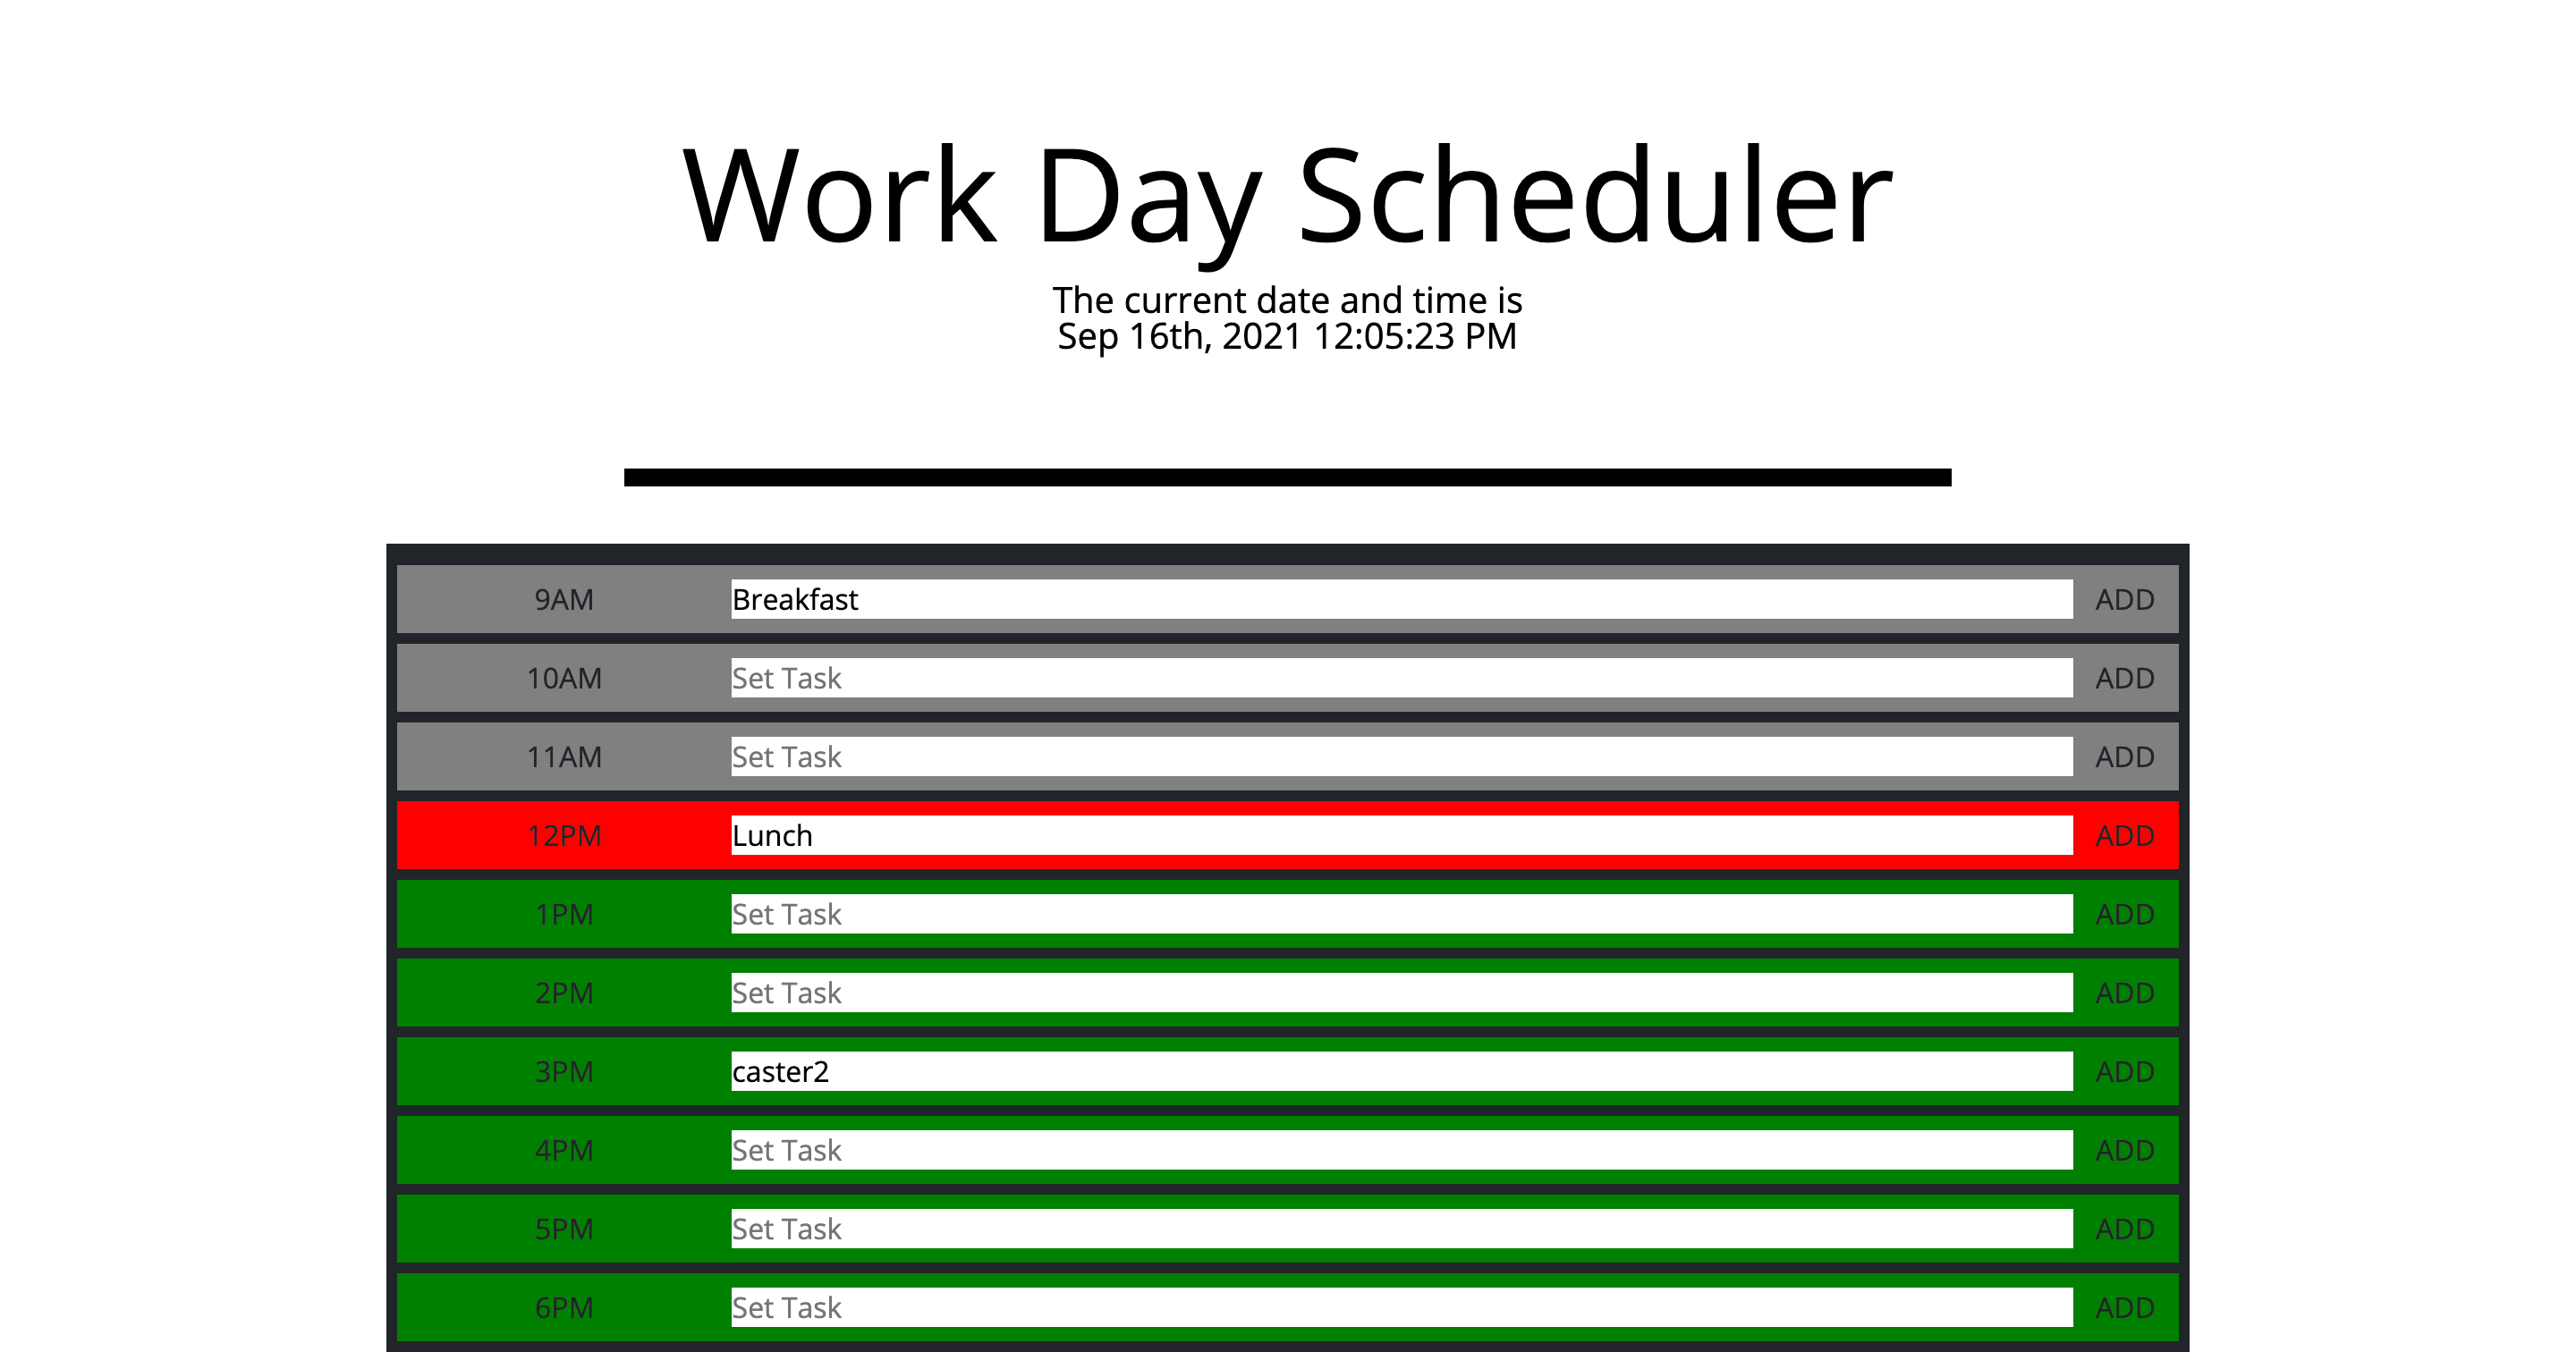 Work Day Scheduler
The current date and time is
Sep 16th, 2021 12:05:23 PM
9AM Breakfast ADD
10AM Set Task ADD
11AM Set Task ADD
12PM Lunch ADD
1PM Set Task ADD
2PM Set Task ADD
3PM caster2 ADD
4PM Set Task ADD
5PM Set Task ADD
6PM Set Task ADD